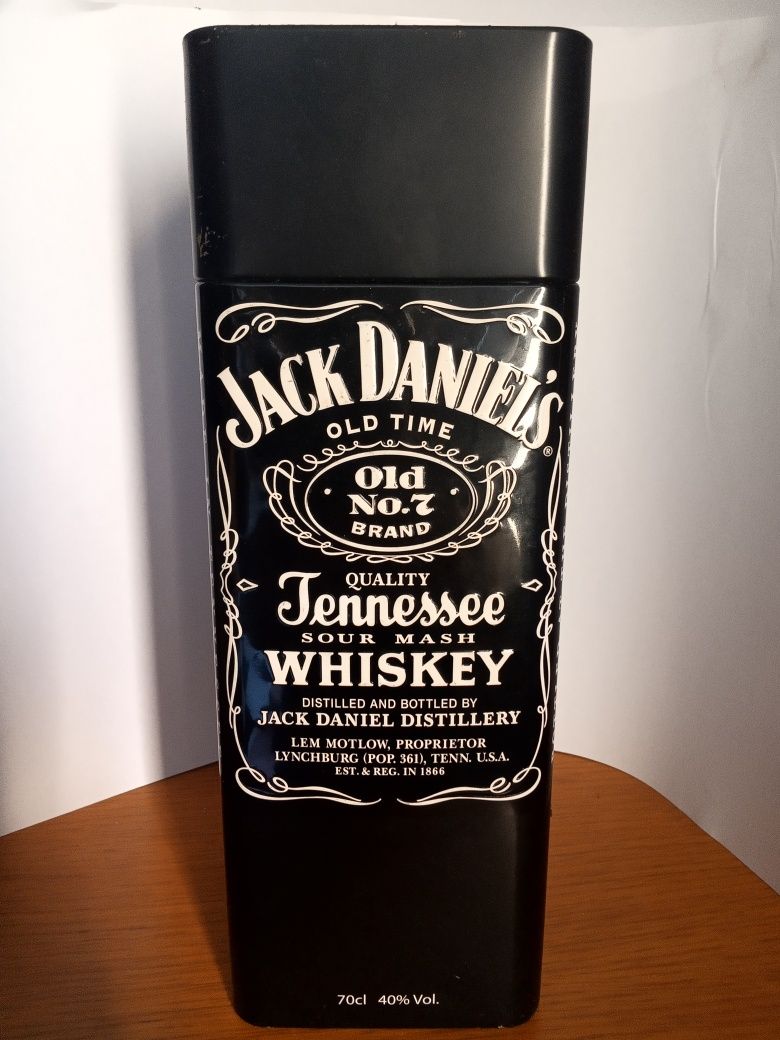 JACK DANIEL'S
®
OLD TIME
Old
No.7
BRAND
QUALITY
Tennessee
SOUR MASH
WHISKEY
DISTILLED AND BOTTLED BY
JACK DANIEL DISTILLERY
LEM MOTLOW, PROPRIETOR
LYNCHBURG (POP. 361), TENN. U.S.A.
EST. & REG. IN 1866
70cl 40% Vol.